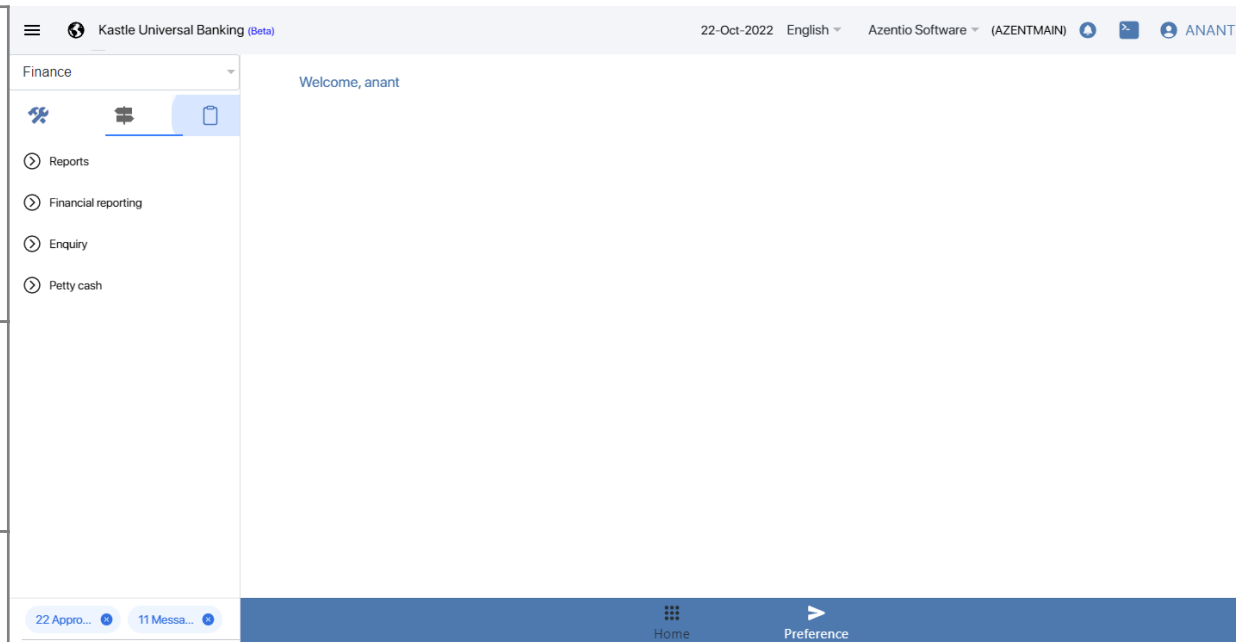 Kastle Universal Banking (Beta) 22-Oct-2022 English Azentio Software (AZENTMAIN) ANANT
Finance
Welcome, anant
Reports
Financial reporting
Enquiry
Petty cash
22 Appro... 11 Messa...
Home Preference